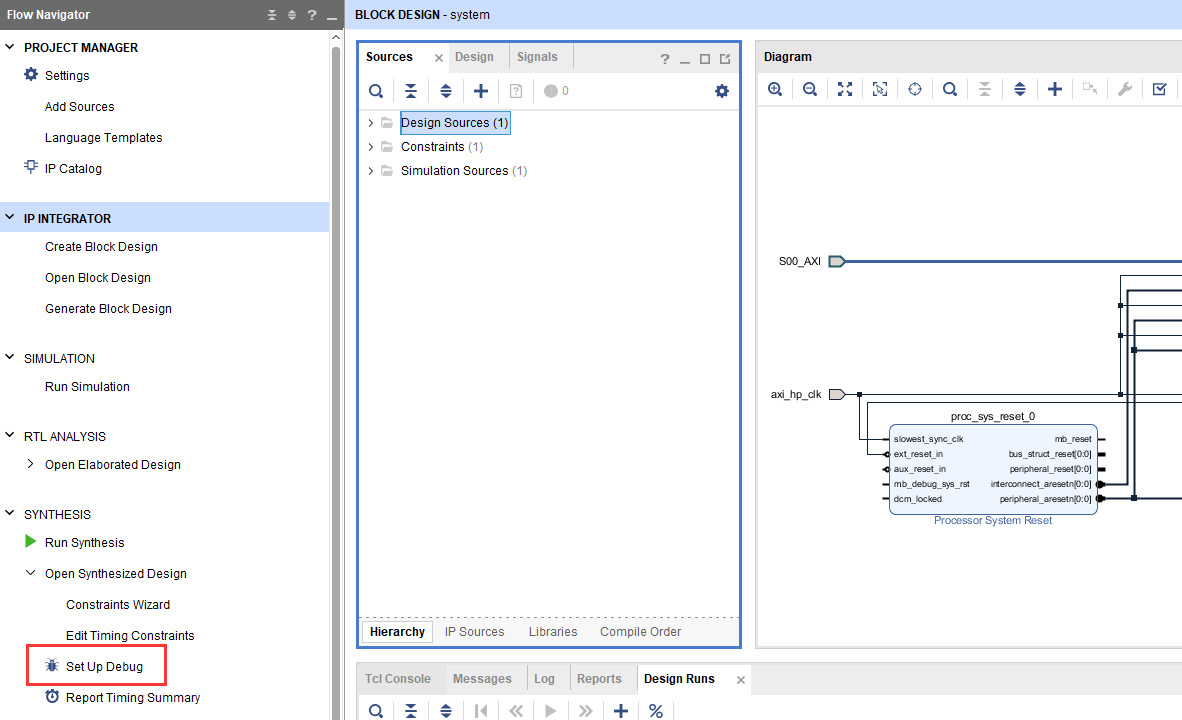 Flow Navigator
PROJECT MANAGER
Settings
Add Sources
Language Templates
IP Catalog
IP INTEGRATOR
Create Block Design
Open Block Design
Generate Block Design
SIMULATION
Run Simulation
RTL ANALYSIS
Open Elaborated Design
SYNTHESIS
Run Synthesis
Open Synthesized Design
Constraints Wizard
Edit Timing Constraints
Set Up Debug
Report Timing Summary
BLOCK DESIGN - system
Sources Design Signals
0
Design Sources (1)
Constraints (1)
Simulation Sources (1)
Hierarchy IP Sources Libraries Compile Order
Diagram
S00_AXI
axi_hp_clk
proc_sys_reset_0
slowest_sync_clk mb_reset
ext_reset_in bus_struct_reset[0:0]
aux_reset_in peripheral_reset[0:0]
mb_debug_sys_rst interconnect_aresetn[0:0]
dcm_locked peripheral_aresetn[0:0]
Processor System Reset
Tcl Console Messages Log Reports Design Runs